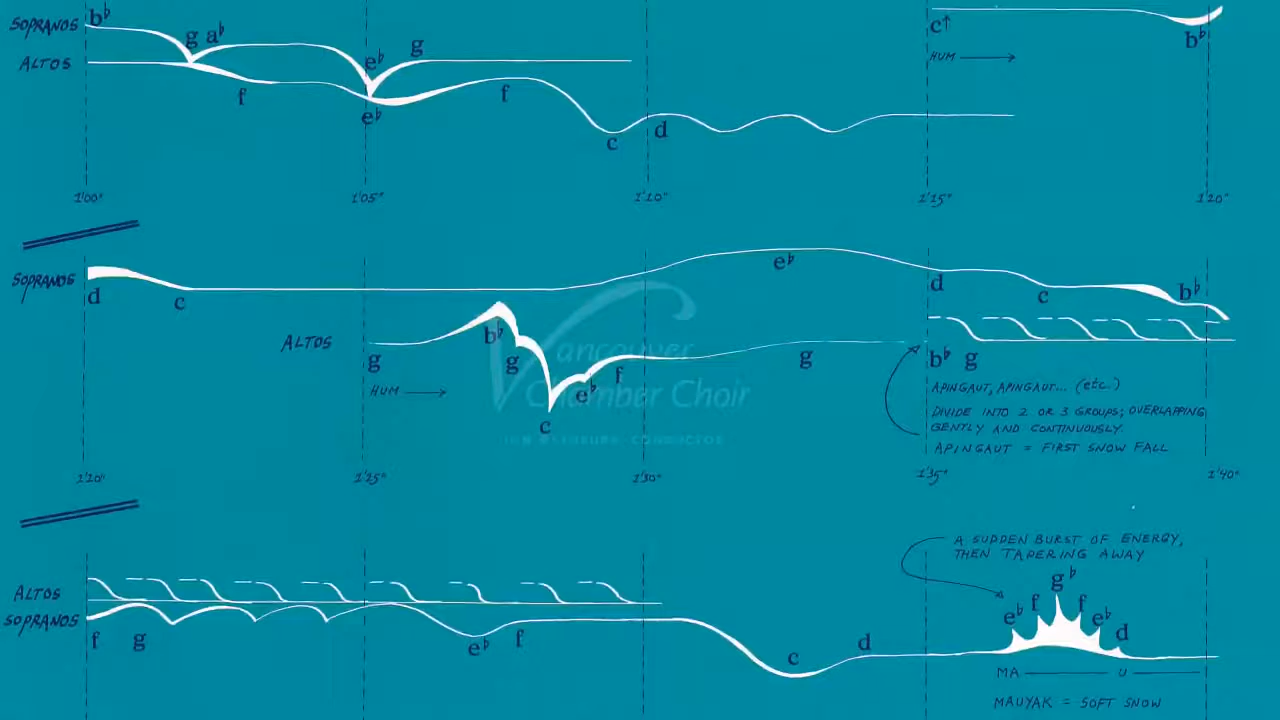 SOPRANOS b♭ g a♭ e♭ g c↑ b♭
ALTOS f e♭ f c d
HUM
1'00" 1'05" 1'10" 1'15" 1'20"
SOPRANOS d c e♭ d c b♭
ALTOS g b♭ g c e♭ f g b♭ g
HUM
APINGAUT, APINGAUT... (etc.)
DIVIDE INTO 2 OR 3 GROUPS; OVERLAPPING
GENTLY AND CONTINUOUSLY.
APINGAUT = FIRST SNOW FALL
Vancouver
Chamber Choir
JON WASHBURN CONDUCTOR
1'20" 1'25" 1'30" 1'35" 1'40"
A SUDDEN BURST OF ENERGY,
THEN TAPERING AWAY
ALTOS
SOPRANOS f g e♭ f c d e♭ f g♭ f e♭ d
MA U
MAUYAK = SOFT SNOW